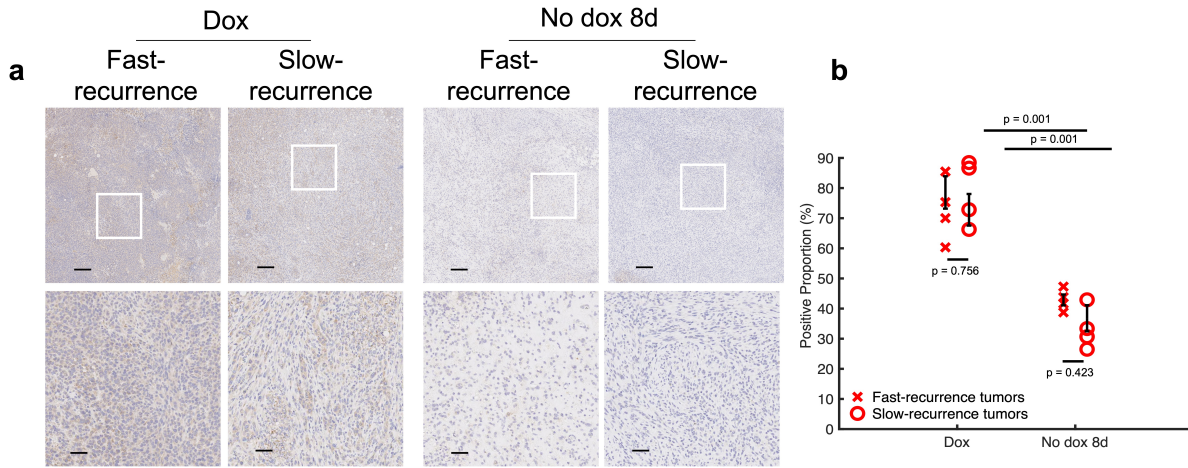 Dox
No dox 8d
a
Fast-
recurrence
Slow-
recurrence
Fast-
recurrence
Slow-
recurrence
b
p = 0.001
p = 0.001
90
80
70
60
50
40
30
20
10
0
Positive Proportion (%)
p = 0.756
p = 0.423
Fast-recurrence tumors
Slow-recurrence tumors
Dox
No dox 8d